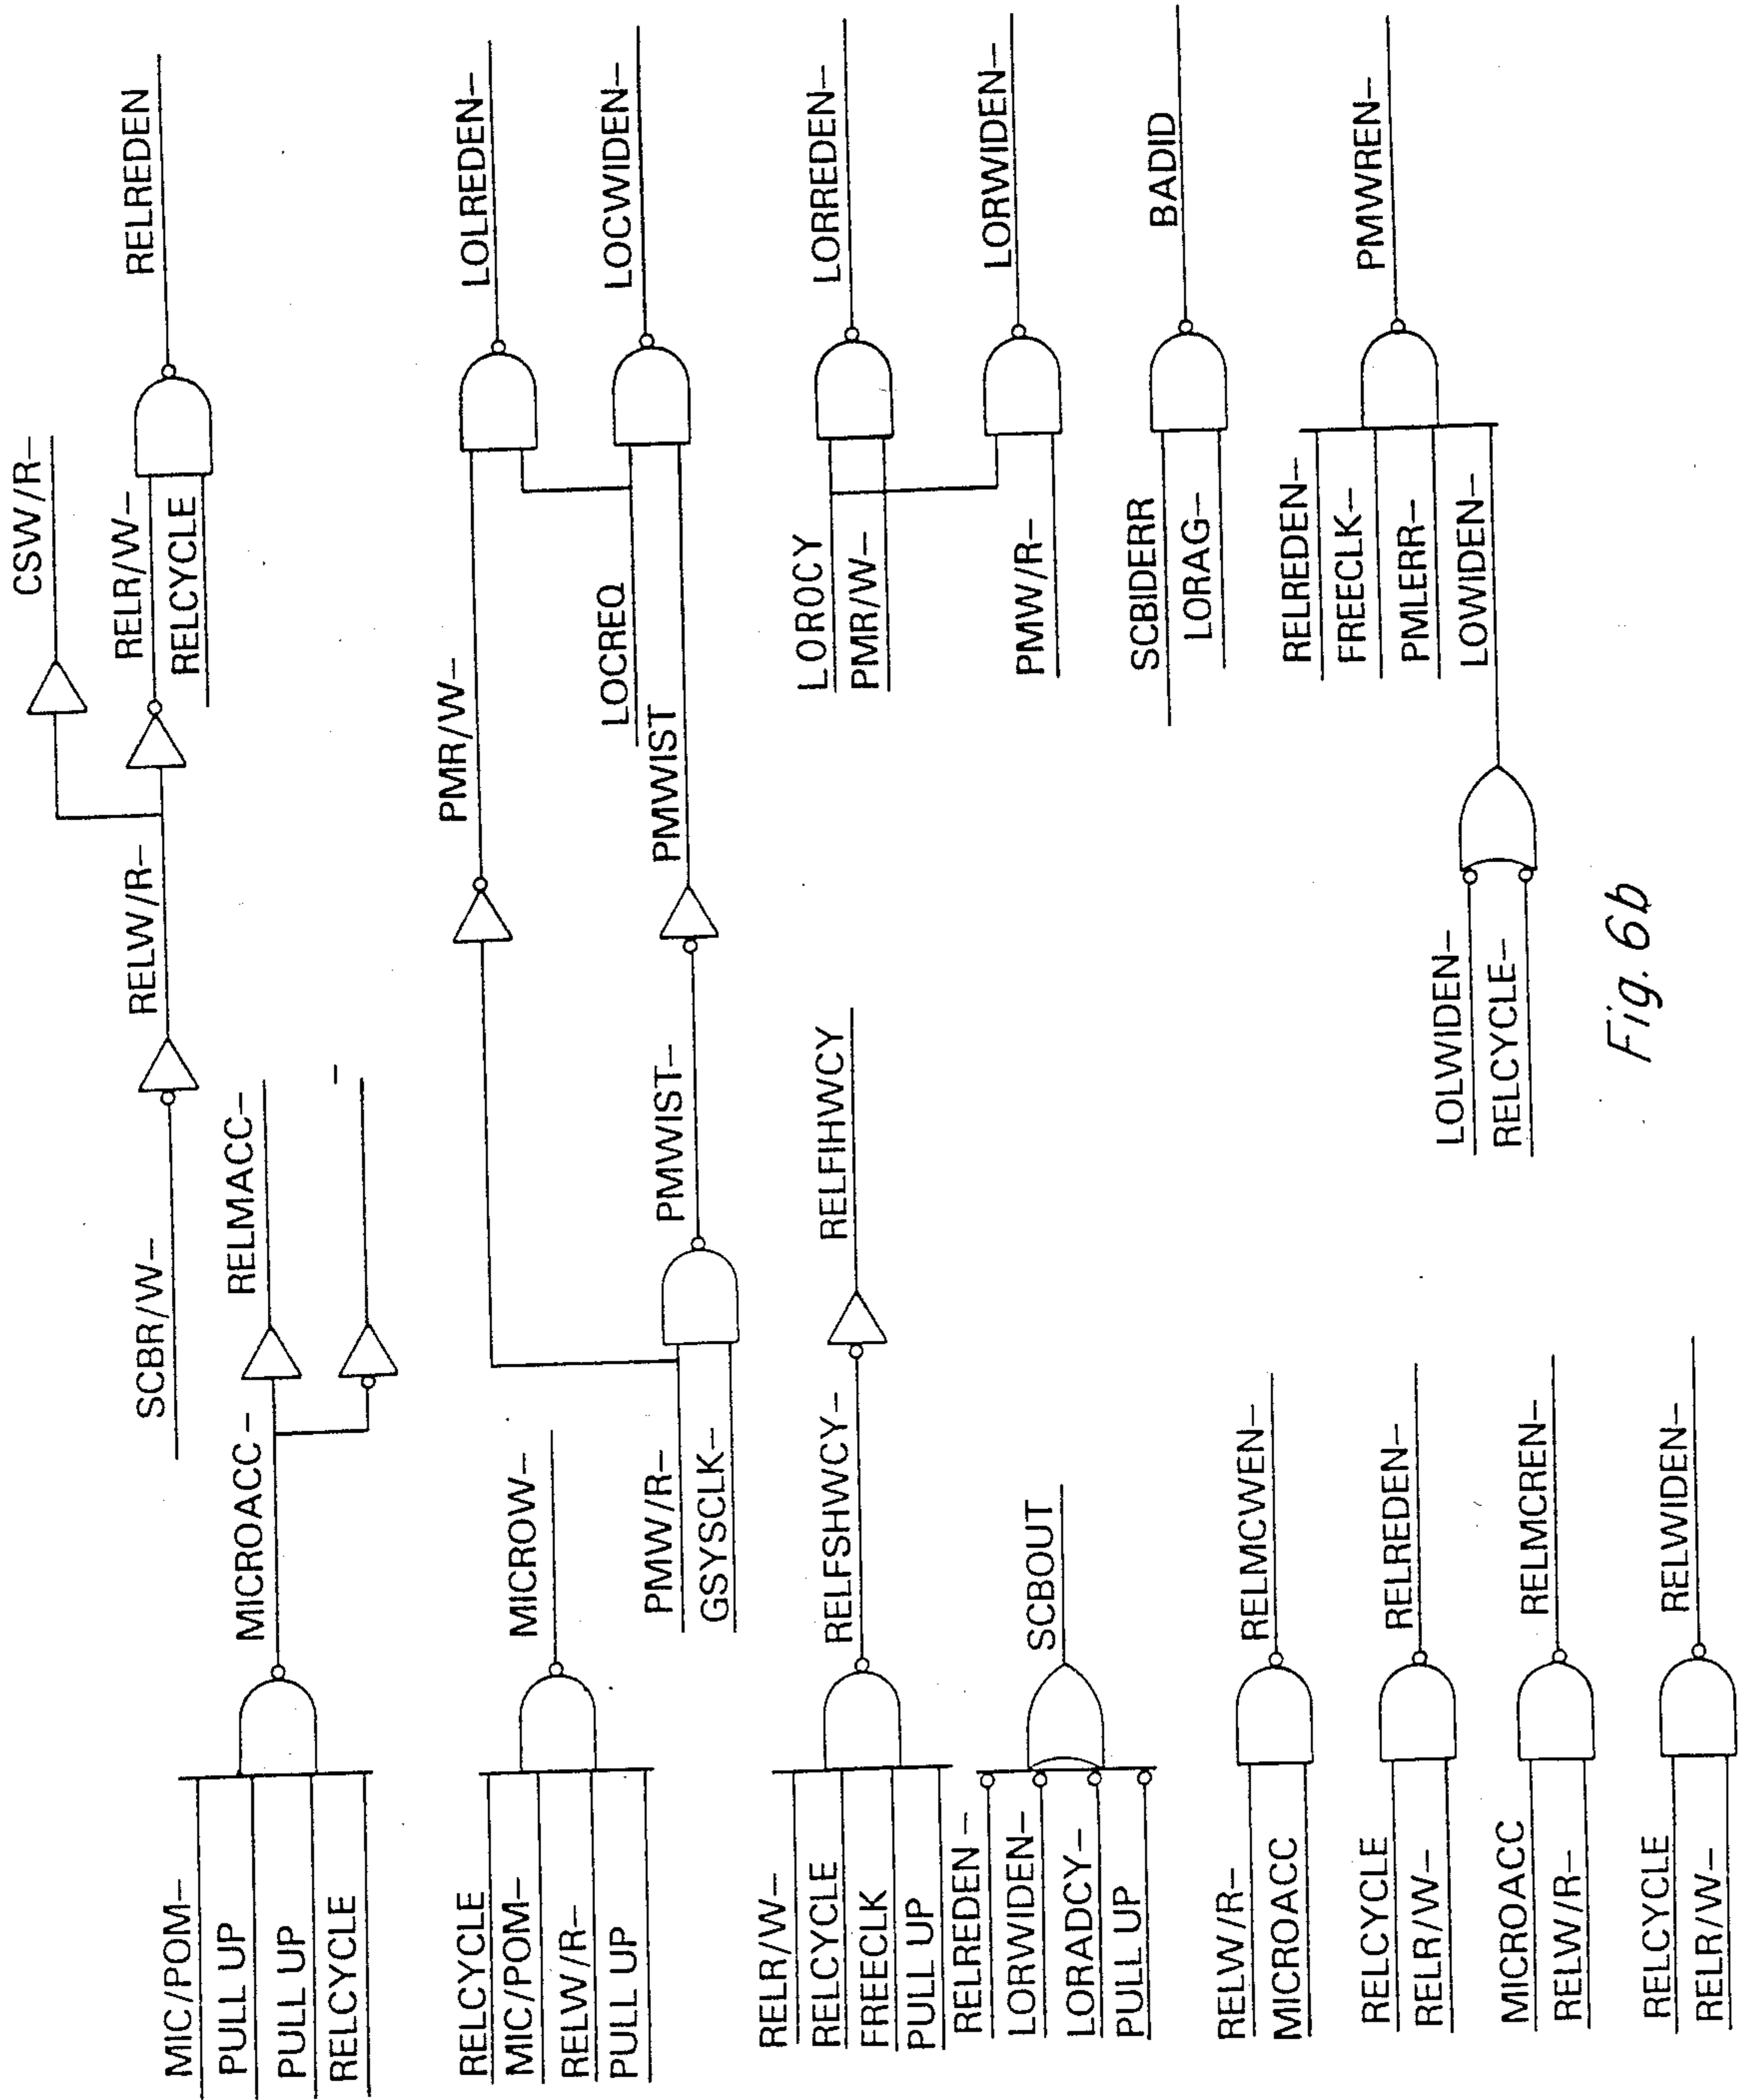 MIC/POM–
PULL UP
PULL UP
RELCYCLE
MICROACC–
RELMACC–
–
SCBR/W–
RELW/R–
CSW/R–
RELR/W–
RELCYCLE
RELREDEN
RELCYCLE
MIC/POM–
RELW/R–
PULL UP
MICROW–
PMW/R–
GSYSCLK–
PMWIST–
PMR/W–
LOCREQ
PMWIST
LOLREDEN–
LOCWIDEN–
RELR/W–
RELCYCLE
FREECLK
PULL UP
RELFSHWCY–
RELFIHWCY
LOROCY
PMR/W–
LORREDEN–
RELREDEN–
LORWIDEN–
LORADCY–
PULL UP
SCBOUT
PMW/R–
LORWIDEN–
RELW/R–
MICROACC
RELMCWEN–
SCBIDERR
LORAG–
BADID
RELCYCLE
RELR/W–
RELREDEN–
RELREDEN–
FREECLK–
PMLERR–
LOWIDEN–
PMWREN–
MICROACC
RELW/R–
RELMCREN–
LOLWIDEN–
RELCYCLE–
RELCYCLE
RELR/W–
RELWIDEN–
Fig. 6b